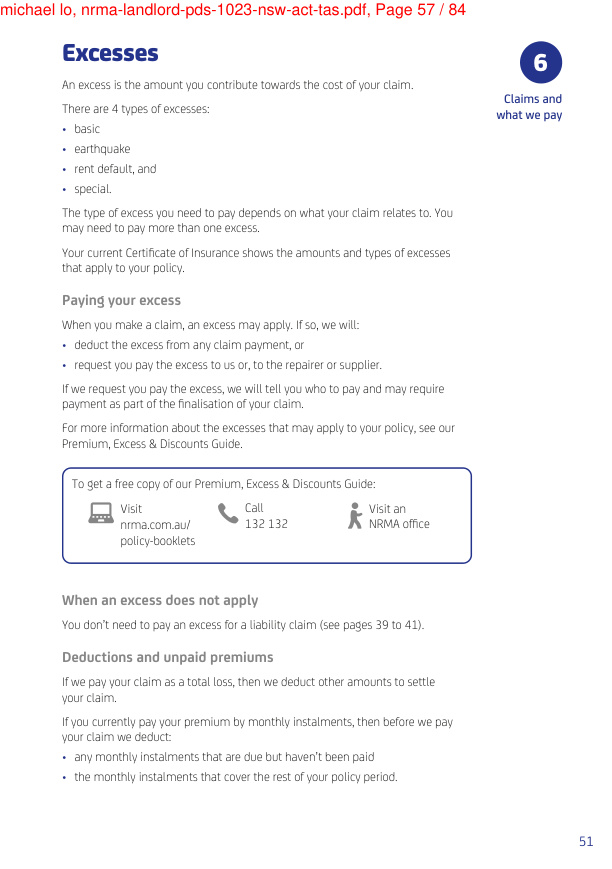 michael lo, nrma-landlord-pds-1023-nsw-act-tas.pdf, Page 57 / 84
Excesses
6
Claims and
what we pay
An excess is the amount you contribute towards the cost of your claim.
There are 4 types of excesses:
• basic
• earthquake
• rent default, and
• special.
The type of excess you need to pay depends on what your claim relates to. You
may need to pay more than one excess.
Your current Certificate of Insurance shows the amounts and types of excesses
that apply to your policy.
Paying your excess
When you make a claim, an excess may apply. If so, we will:
• deduct the excess from any claim payment, or
• request you pay the excess to us or, to the repairer or supplier.
If we request you pay the excess, we will tell you who to pay and may require
payment as part of the finalisation of your claim.
For more information about the excesses that may apply to your policy, see our
Premium, Excess & Discounts Guide.
To get a free copy of our Premium, Excess & Discounts Guide:
Visit
nrma.com.au/
policy-booklets
Call
132 132
Visit an
NRMA office
When an excess does not apply
You don't need to pay an excess for a liability claim (see pages 39 to 41).
Deductions and unpaid premiums
If we pay your claim as a total loss, then we deduct other amounts to settle
your claim.
If you currently pay your premium by monthly instalments, then before we pay
your claim we deduct:
• any monthly instalments that are due but haven't been paid
• the monthly instalments that cover the rest of your policy period.
51